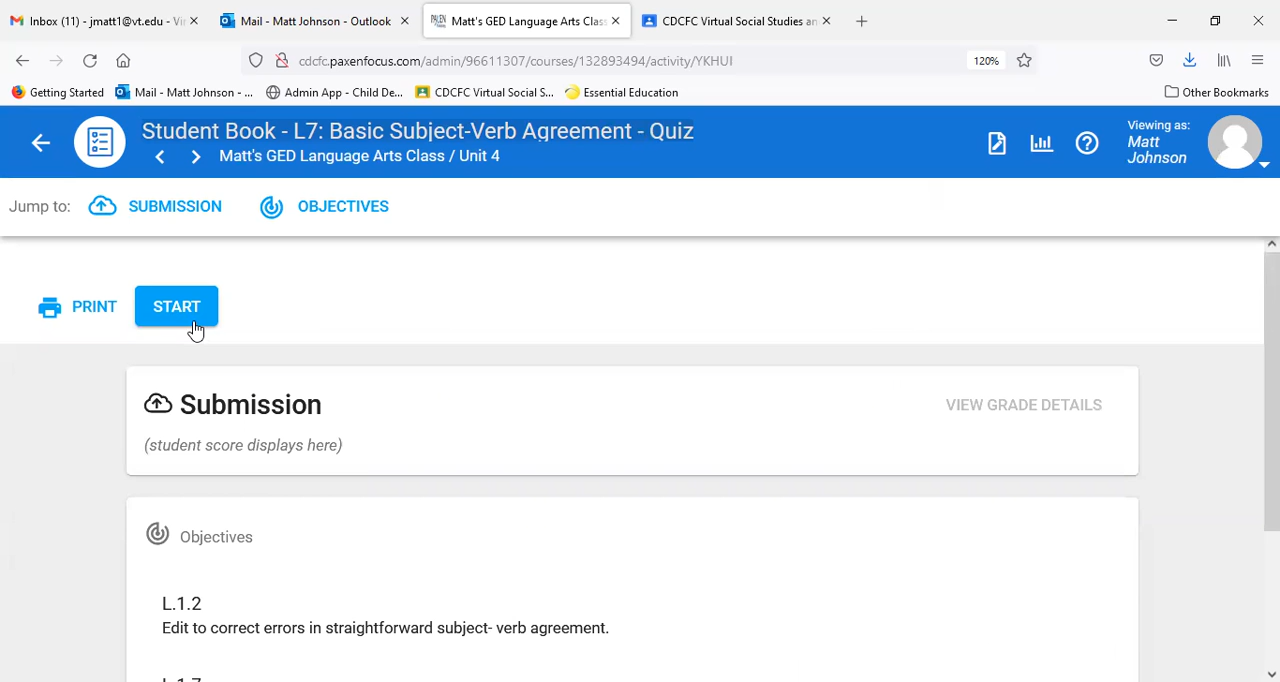 Inbox (11) - jmatt1@vt.edu - Vi
Mail - Matt Johnson - Outlook
Matt's GED Language Arts Clas
CDCFC Virtual Social Studies an
cdcfc.paxenfocus.com/admin/96611307/courses/132893494/activity/YKHUI
120%
Getting Started
Mail - Matt Johnson - ...
Admin App - Child De...
CDCFC Virtual Social S...
Essential Education
Other Bookmarks
Student Book - L7: Basic Subject-Verb Agreement - Quiz
Matt's GED Language Arts Class / Unit 4
Viewing as:
Matt
Johnson
Jump to:
SUBMISSION
OBJECTIVES
PRINT
START
Submission
VIEW GRADE DETAILS
(student score displays here)
Objectives
L.1.2
Edit to correct errors in straightforward subject- verb agreement.